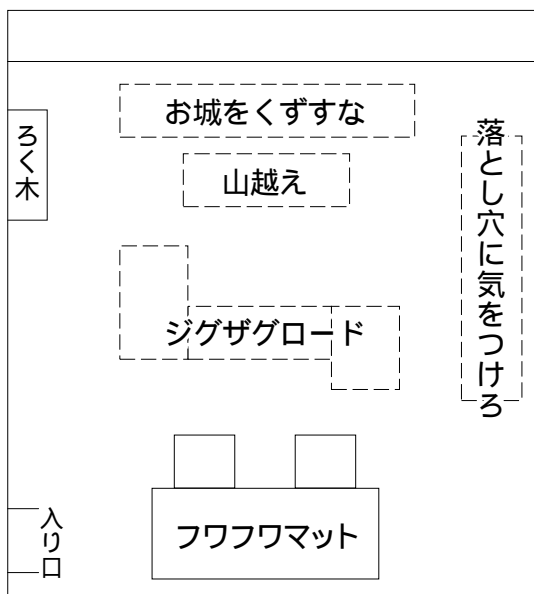 お城をくずすな
山越え
ろく木
落とし穴に気をつけろ
ジグザグロード
フワフワマット
入り口